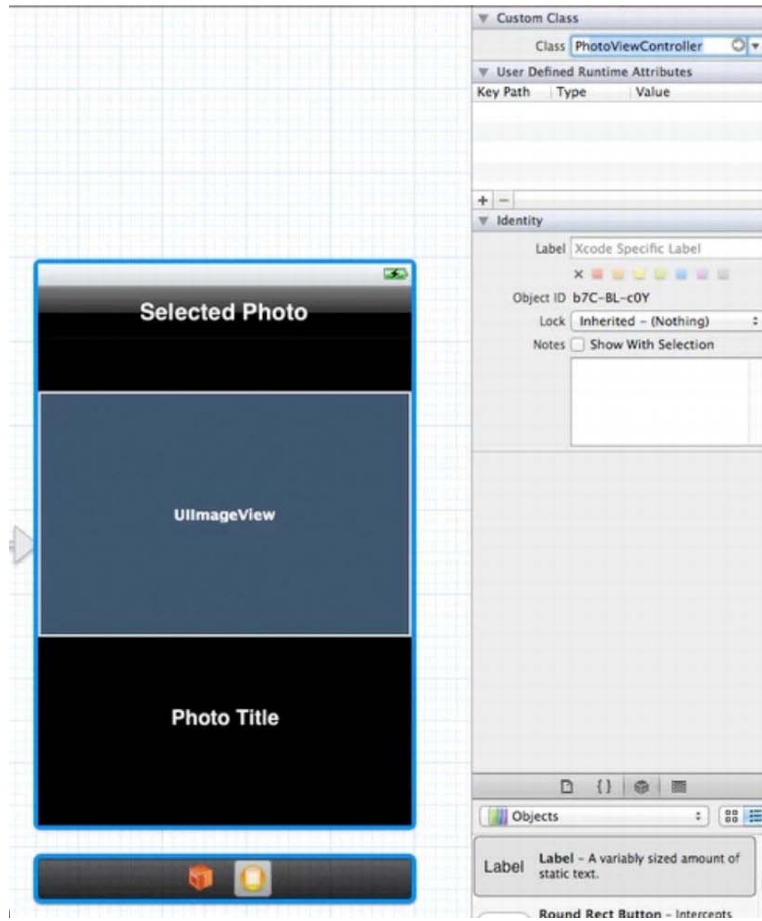 Selected Photo
UIImageView
Photo Title
Custom Class
Class PhotoViewController
User Defined Runtime Attributes
Key Path Type Value
+ -
Identity
Label Xcode Specific Label
×
Object ID b7C-BL-c0Y
Lock Inherited – (Nothing)
Notes Show With Selection
{ }
Objects
Label Label – A variably sized amount of
static text.
Round Rect Button – Intercepts